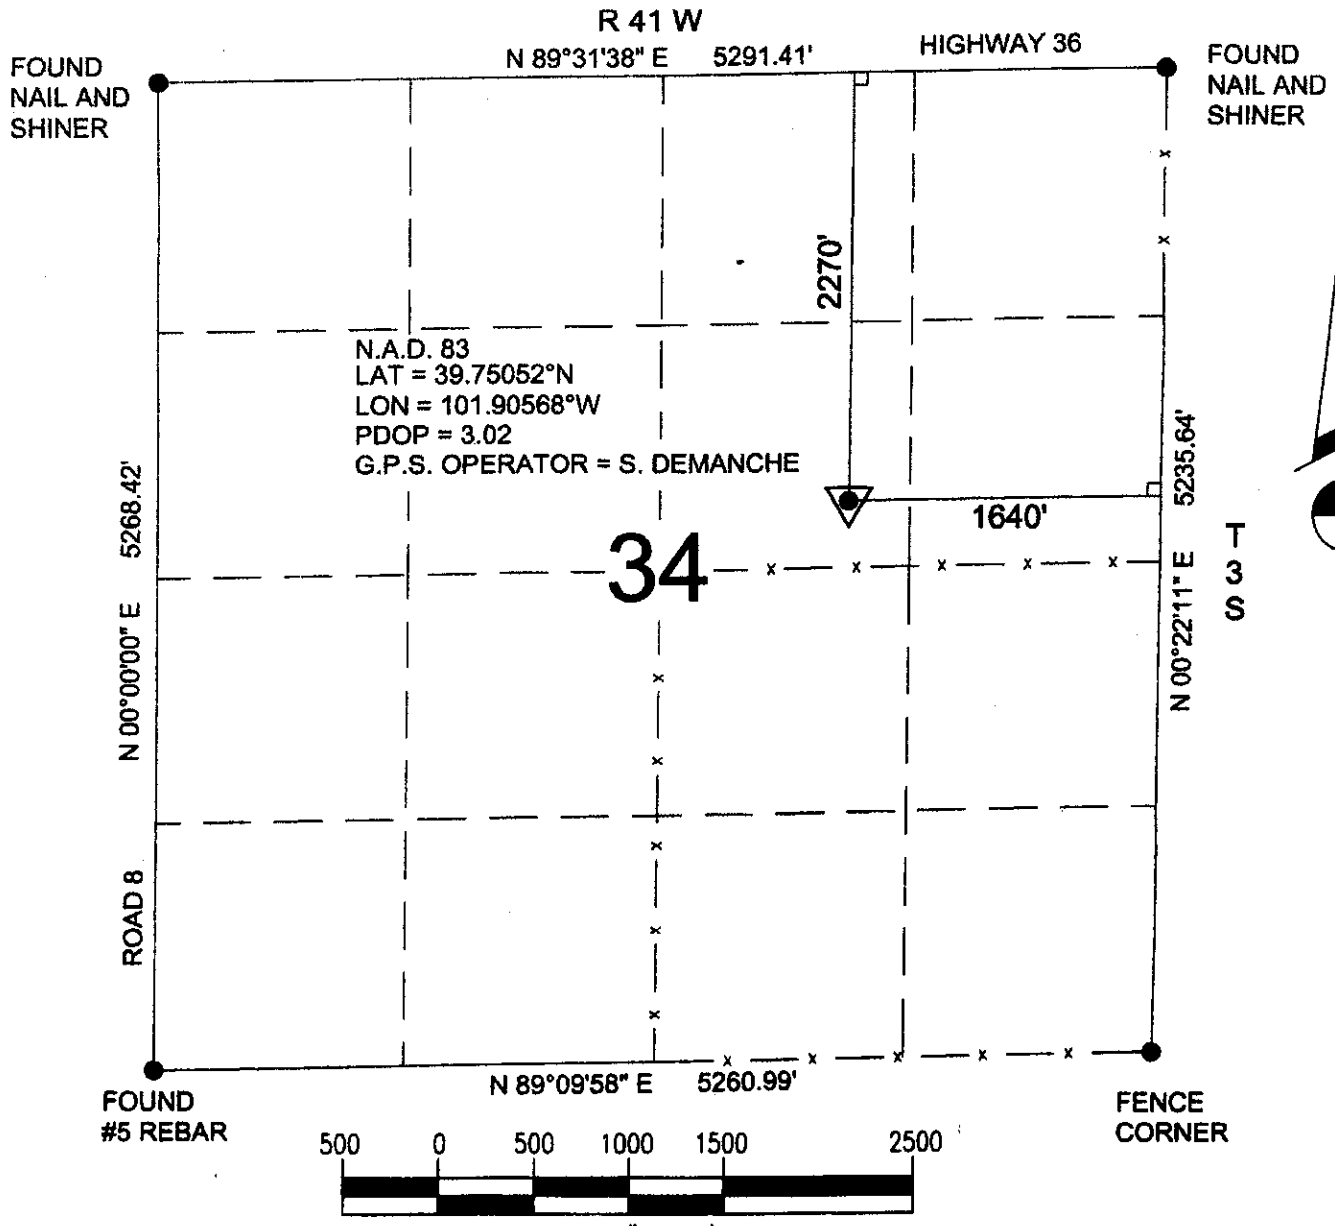 R 41 W
N 89°31'38" E 5291.41'
HIGHWAY 36
FOUND
NAIL AND
SHINER
FOUND
NAIL AND
SHINER
2270'
N.A.D. 83
LAT = 39.75052°N
LON = 101.90568°W
PDOP = 3.02
G.P.S. OPERATOR = S. DEMANCHE
1640'
34
N 00°00'00" E 5268.42'
ROAD 8
N 00°22'11" E 5235.64'
T
3
S
N 89°09'58" E 5260.99'
FOUND
#5 REBAR
FENCE
CORNER
500 0 500 1000 1500 2500